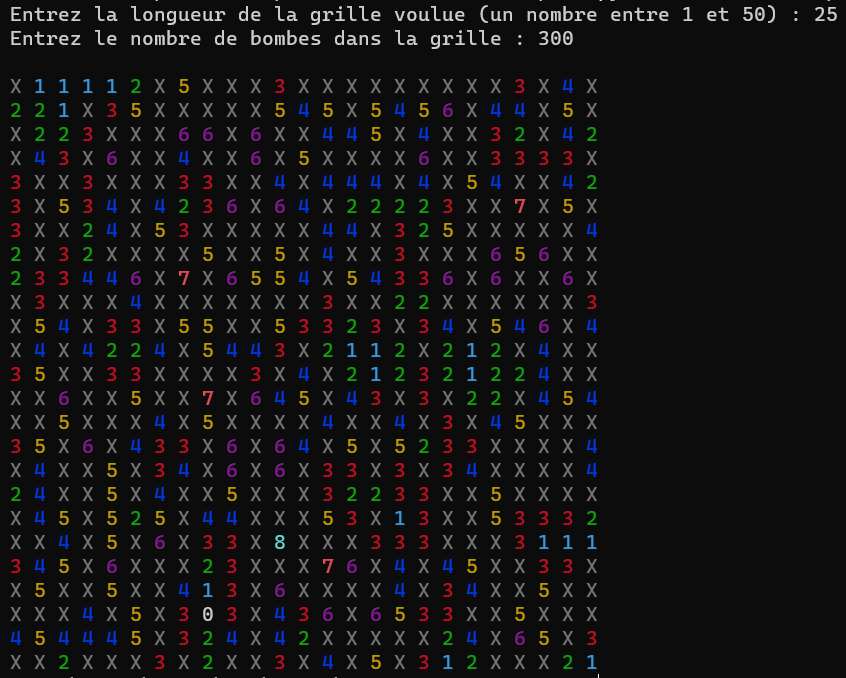 Entrez la longueur de la grille voulue (un nombre entre 1 et 50) : 25
Entrez le nombre de bombes dans la grille : 300
X 1 1 1 1 2 X 5 X X X 3 X X X X X X X X X 3 X 4 X
2 2 1 X 3 5 X X X X X 5 4 5 X 5 4 5 6 X 4 4 X 5 X
X 2 2 3 X X X 6 6 X 6 X X 4 4 5 X 4 X X 3 2 X 4 2
X 4 3 X 6 X X 4 X X 6 X 5 X X X X 6 X X 3 3 3 3 X
3 X X 3 X X X 3 3 X X 4 X 4 4 4 X 4 X 5 4 X X 4 2
3 X 5 3 4 X 4 2 3 6 X 6 4 X 2 2 2 2 3 X X 7 X 5 X
3 X X 2 4 X 5 3 X X X X X 4 4 X 3 2 5 X X X X X 4
2 X 3 2 X X X X 5 X X 5 X 4 X X 3 X X X 6 5 6 X X
2 3 3 4 4 6 X 7 X 6 5 5 4 X 5 4 3 3 6 X 6 X X 6 X
X 3 X X X 4 X X X X X X X 3 X X 2 2 X X X X X X 3
X 5 4 X 3 3 X 5 5 X X 5 3 3 2 3 X 3 4 X 5 4 6 X 4
X 4 X 4 2 2 4 X 5 4 4 3 X 2 1 1 2 X 2 1 2 X 4 X X
3 5 X X 3 3 X X X X 3 X 4 X 2 1 2 3 2 1 2 2 4 X X
X X 6 X X 5 X X 7 X 6 4 5 X 4 3 X 3 X 2 2 X 4 5 4
X X 5 X X X 4 X 5 X X X X 4 X X 4 X 3 X 4 5 X X X
3 5 X 6 X 4 3 3 X 6 X 6 4 X 5 X 5 2 3 3 X X X X 4
X 4 X X 5 X 3 4 X 6 X 6 X 3 3 X 3 X 3 4 X X X X 4
2 4 X X 5 X 4 X X 5 X X X 3 2 2 3 3 X X 5 X X X X
X 4 5 X 5 2 5 X 4 4 X X X 5 3 X 1 3 X X 5 3 3 3 2
X X 4 X 5 X 6 X 3 3 X 8 X X X 3 3 3 X X X 3 1 1 1
3 4 5 X 6 X X X 2 3 X X X 7 6 X 4 X 4 5 X X 3 3 X
X 5 X X 5 X X 4 1 3 X 6 X X X X 4 X 3 4 X X 5 X X
X X X 4 X 5 X 3 0 3 X 4 3 6 X 6 5 3 3 X X 5 X X X
4 5 4 4 4 5 X 3 2 4 X 4 2 X X X X X 2 4 X 6 5 X 3
X X 2 X X X 3 X 2 X X 3 X 4 X 5 X 3 1 2 X X X 2 1